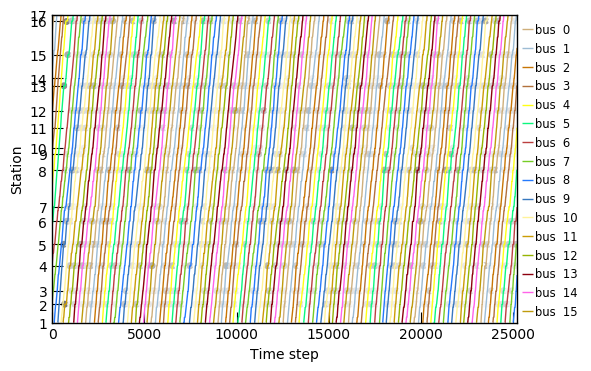 17
16
15
14
13
12
11
10
9
8
7
6
5
4
3
2
1
Station
0 5000 10000 15000 20000 25000
Time step
bus 0
bus 1
bus 2
bus 3
bus 4
bus 5
bus 6
bus 7
bus 8
bus 9
bus 10
bus 11
bus 12
bus 13
bus 14
bus 15